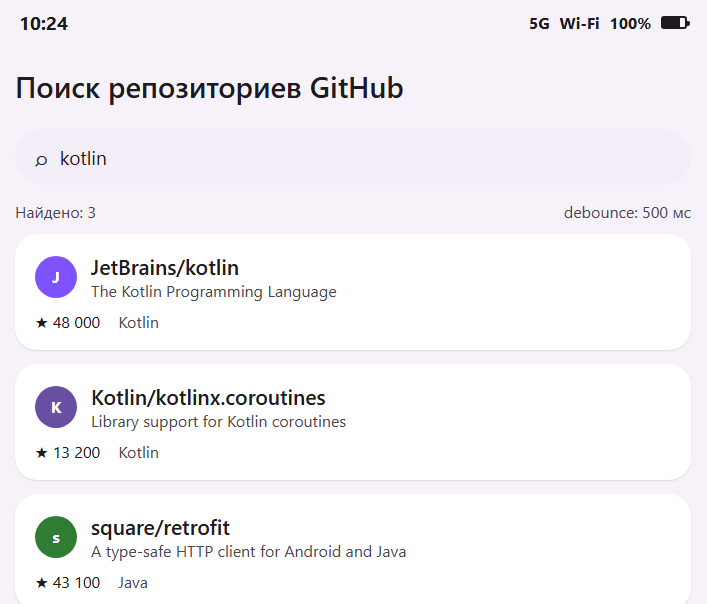 10:24 5G Wi-Fi 100%
Поиск репозиториев GitHub
kotlin
Найдено: 3 debounce: 500 мс
J JetBrains/kotlin
The Kotlin Programming Language
★ 48 000 Kotlin
K Kotlin/kotlinx.coroutines
Library support for Kotlin coroutines
★ 13 200 Kotlin
s square/retrofit
A type-safe HTTP client for Android and Java
★ 43 100 Java